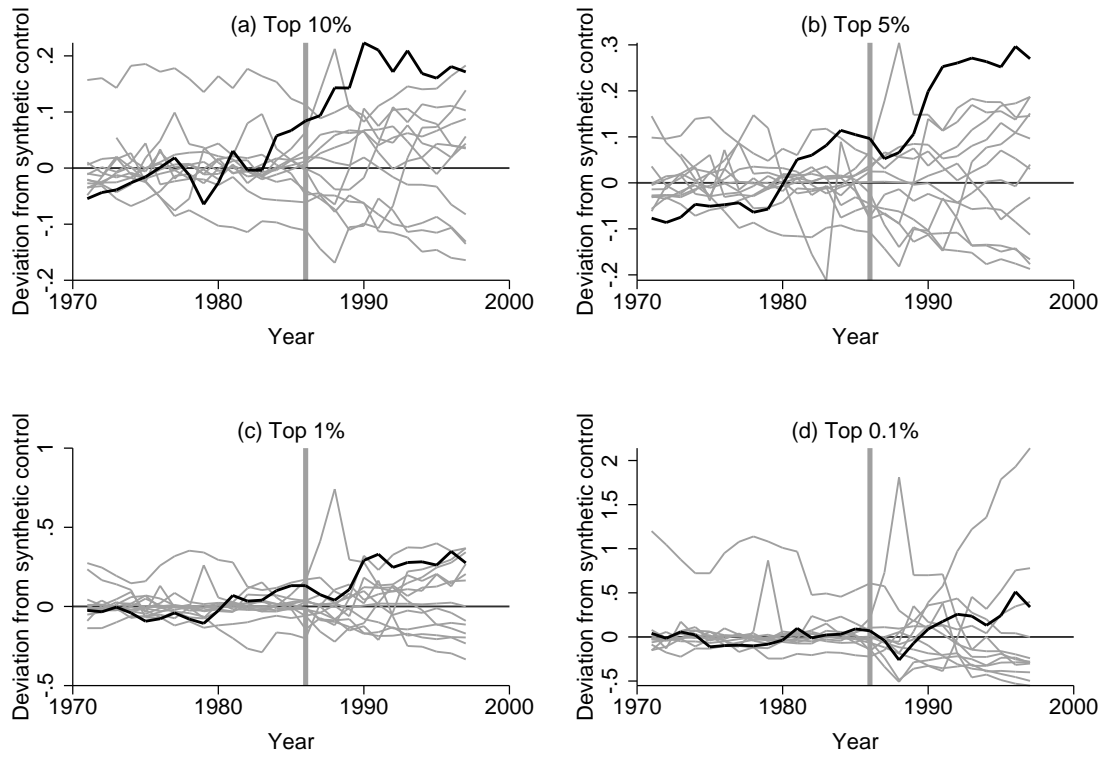 (a) Top 10%
Deviation from synthetic control
.2
.1
0
-.1
-.2
1970 1980 1990 2000
Year
(b) Top 5%
Deviation from synthetic control
.3
.2
.1
0
-.1
-.2
1970 1980 1990 2000
Year
(c) Top 1%
Deviation from synthetic control
1
.5
0
-.5
1970 1980 1990 2000
Year
(d) Top 0.1%
Deviation from synthetic control
2
1.5
1
.5
0
-.5
1970 1980 1990 2000
Year